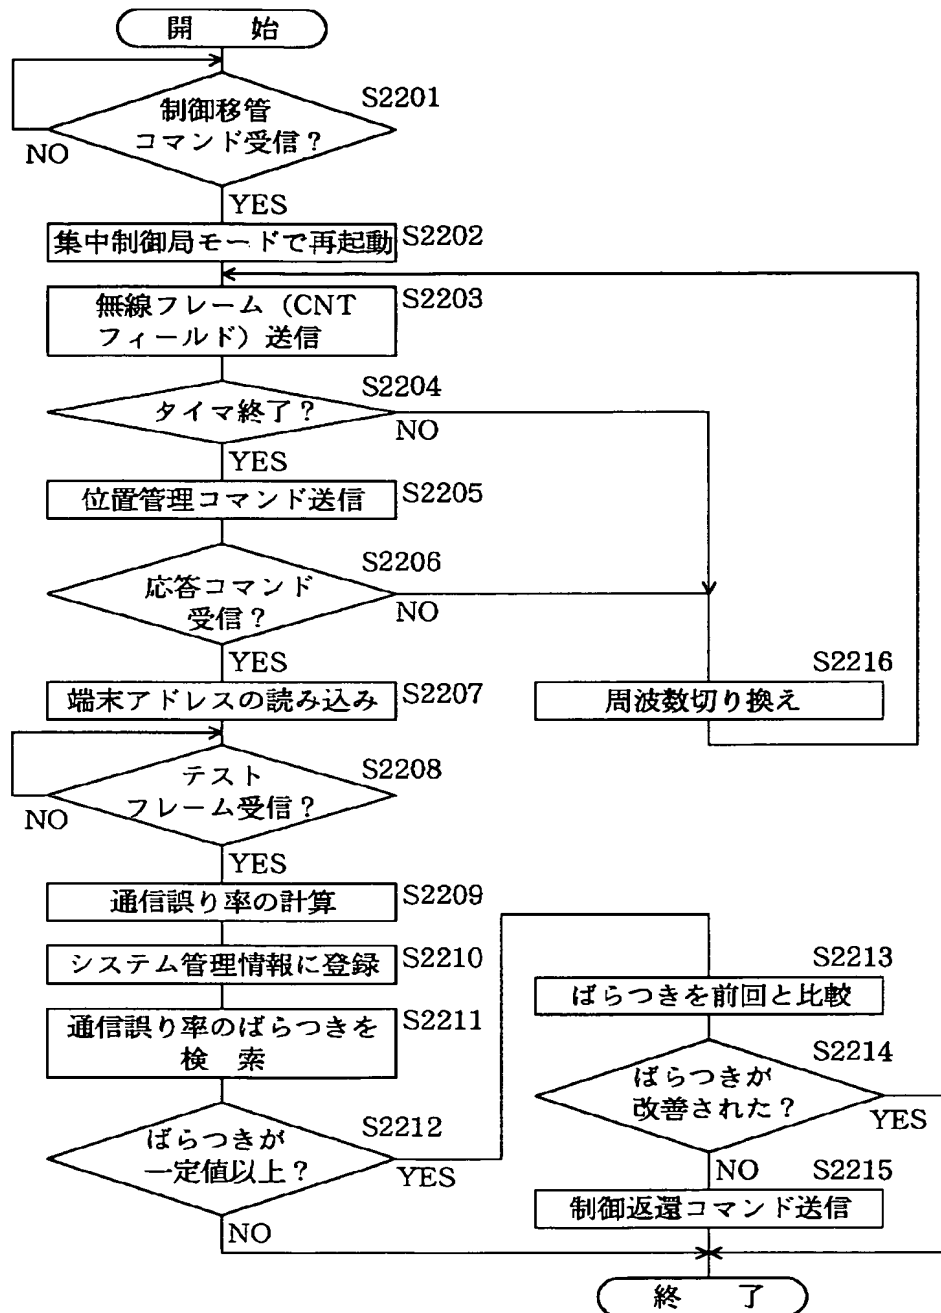 開 始
S2201
制御移管
コマンド受信?
NO
YES
集中制御局モードで再起動
S2202
無線フレーム（CNT
フィールド）送信
S2203
S2204
タイマ終了?
NO
YES
位置管理コマンド送信
S2205
S2206
応答コマンド
受信?
NO
YES
端末アドレスの読み込み
S2207
S2216
周波数切り換え
S2208
テスト
フレーム受信?
NO
YES
通信誤り率の計算
S2209
システム管理情報に登録
S2210
通信誤り率のばらつきを
検 索
S2211
S2212
ばらつきが
一定値以上?
YES
NO
S2213
ばらつきを前回と比較
S2214
ばらつきが
改善された?
YES
NO
S2215
制御返還コマンド送信
終 了